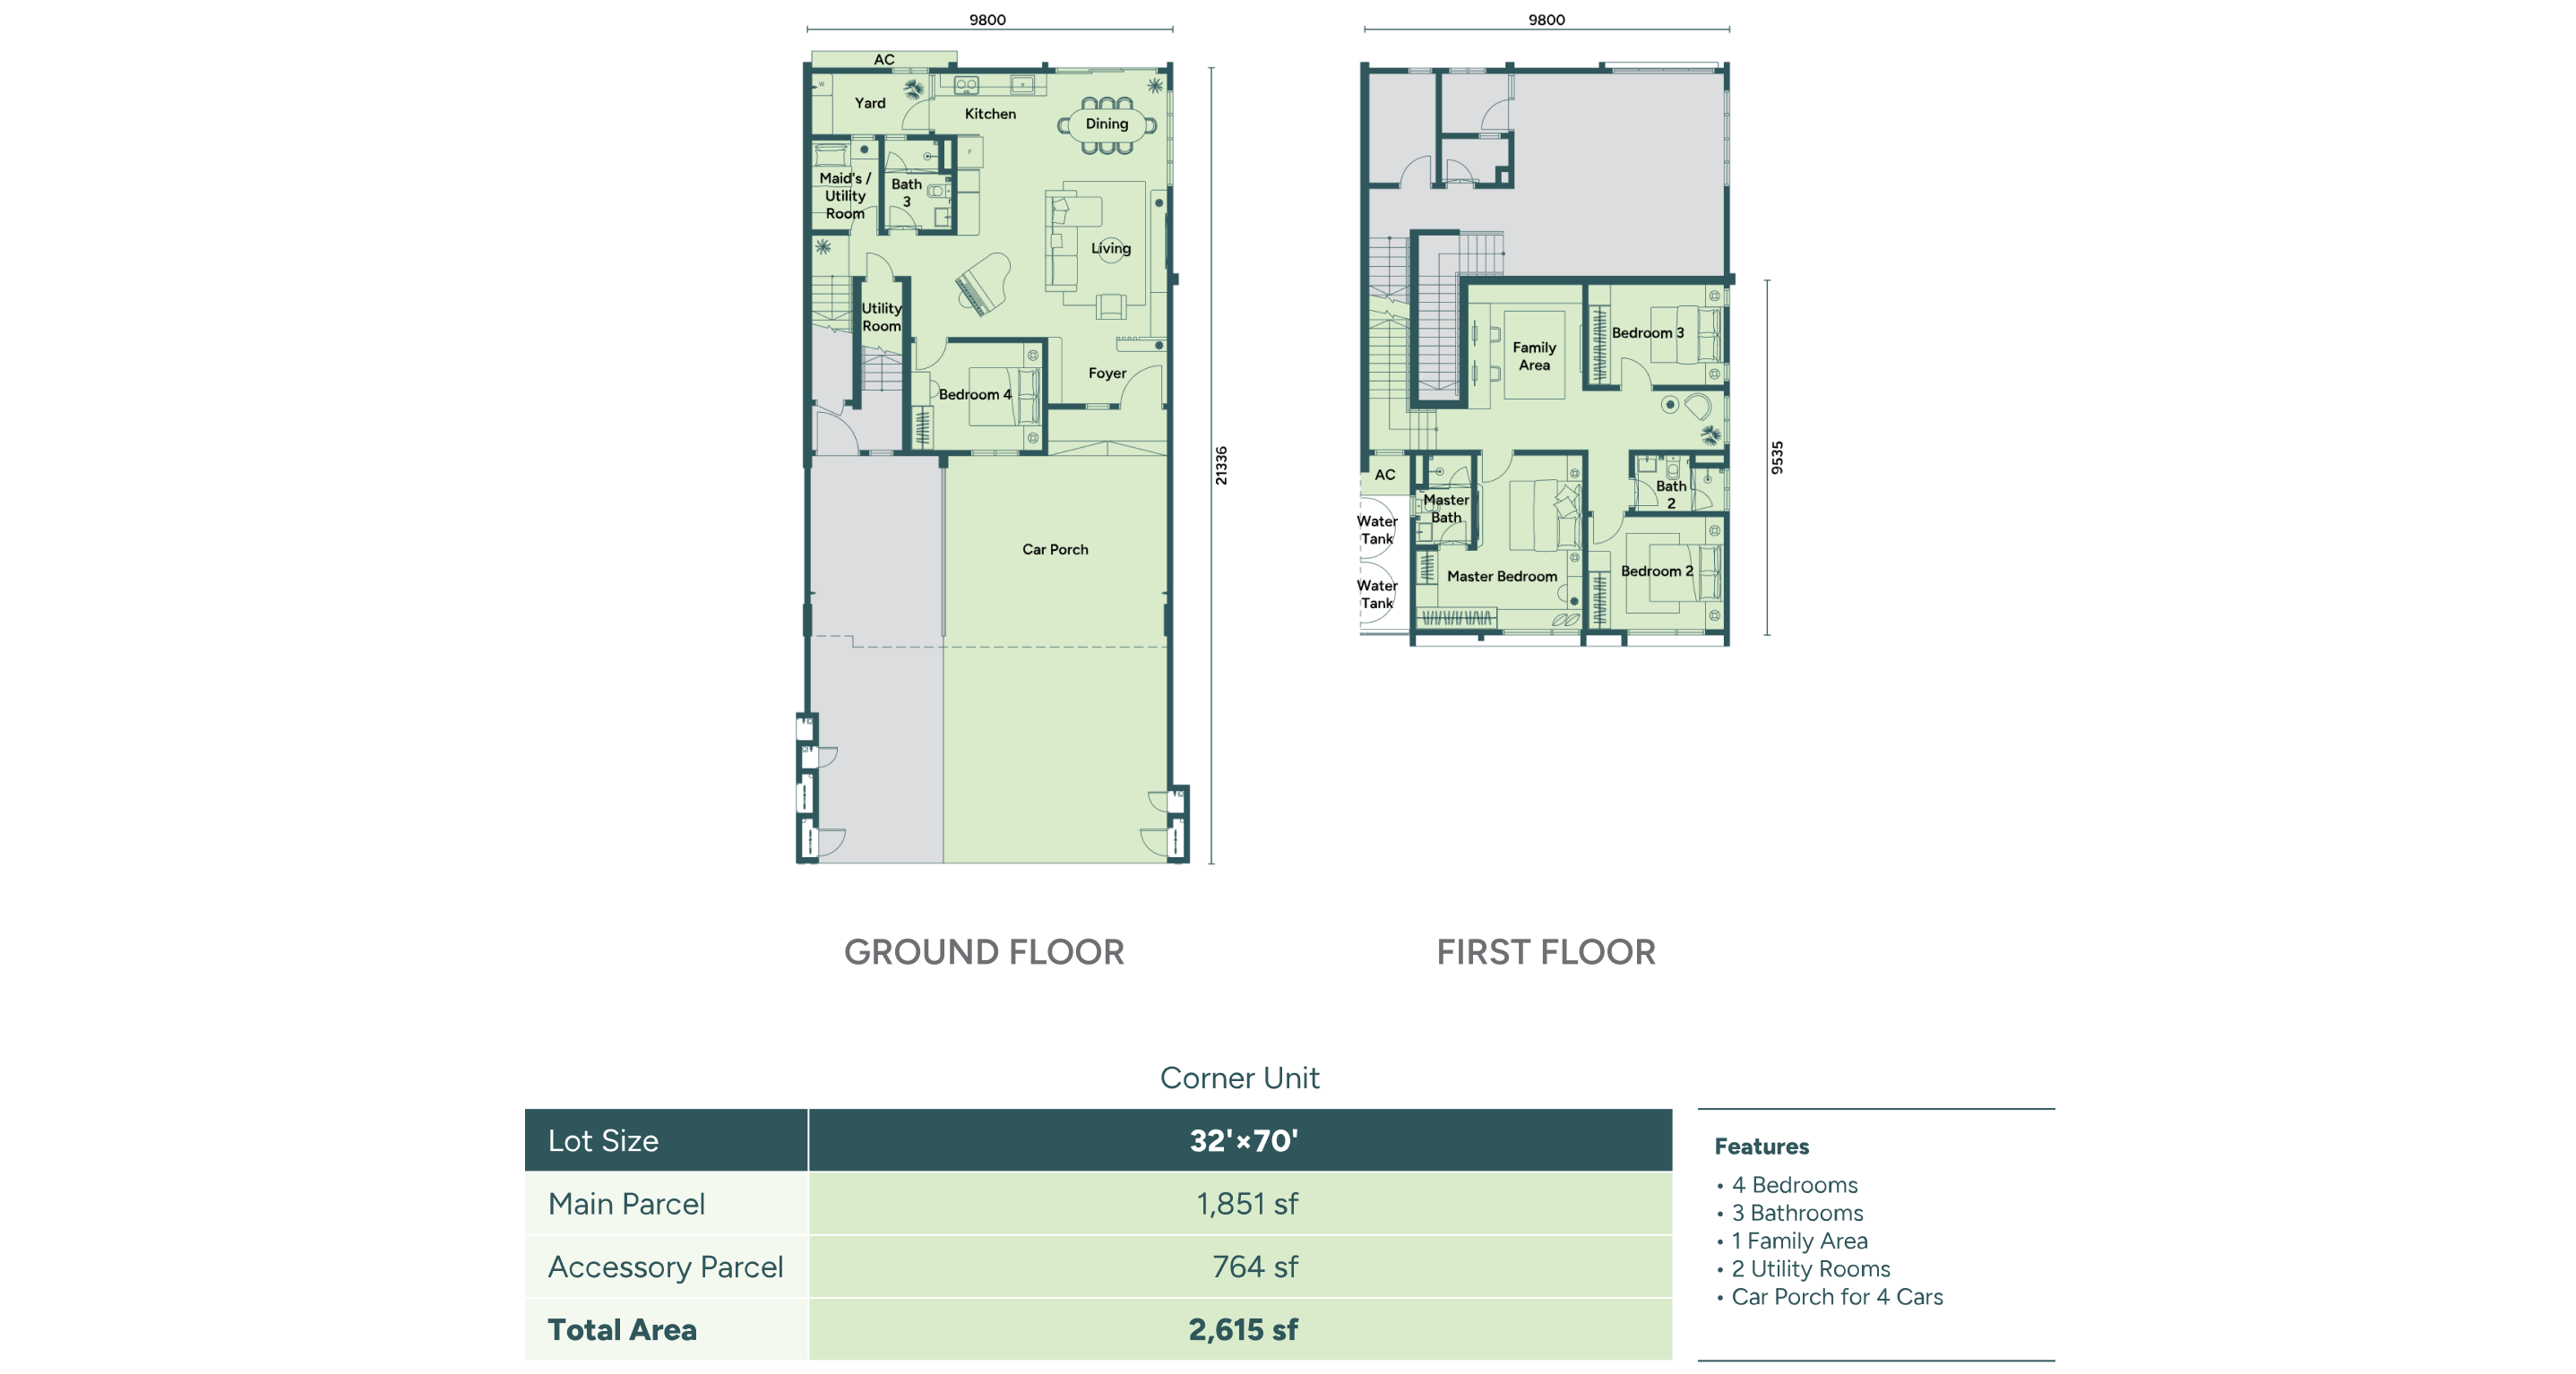 9800
AC
Yard
Kitchen
Dining
W
F
Maid's /
Utility
Room
Bath
3
Living
Utility
Room
Foyer
Bedroom 4
21336
Car Porch
GROUND FLOOR
9800
Bedroom 3
Family
Area
9535
AC
Master
Bath
Bath
2
Water
Tank
Water
Tank
Master Bedroom
Bedroom 2
FIRST FLOOR
Corner Unit
Lot Size 32'×70'
Main Parcel 1,851 sf
Accessory Parcel 764 sf
Total Area 2,615 sf
Features
• 4 Bedrooms
• 3 Bathrooms
• 1 Family Area
• 2 Utility Rooms
• Car Porch for 4 Cars